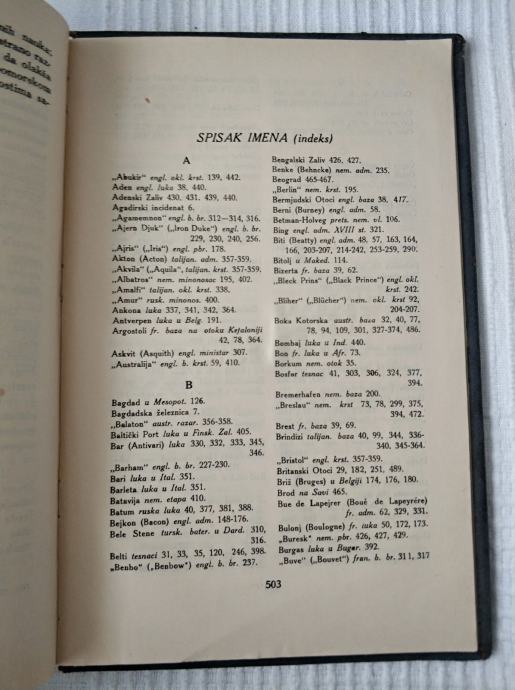 nih nauka,
strano raz-
da olakša
pomorskom
ostima sa-
SPISAK IMENA (indeks)
A
„Abukir" engl. okl. krst. 139, 442.
Aden engl. luka 38, 440.
Adenski Zaliv 430, 431. 439, 440.
Agadirski incidenat 6.
„Agamemnon" engl. b. br. 312—314, 316.
„Ajern Djuk" („Iron Duke") engl. b. br.
229, 230, 240, 256.
„Ajris" („Iris") engl. pbr. 178.
Akton (Acton) talijan. adm. 357-359.
„Akvila" („Aquila", talijan. krst. 357-359.
„Albatros" nem. minonosac 195, 402.
„Amalfi" talijan. okl. krst. 338.
„Amur" rusk. minonos. 400.
Ankona luka 337, 341, 342, 364.
Antverpen luka u Belg. 191.
Argostoli fr. baza na otoku Kefaloniji
42, 78, 364.
Askvit (Asquith) engl. ministar 307.
„Australija" engl. b. krst. 59, 410.
B
Bagdad u Mesopot. 126.
Bagdadska železnica 7.
„Balaton" austr. razar. 356-358.
Baltički Port luka u Finsk. Zal. 405.
Bar (Antivari) luka 330, 332, 333, 345,
346.
„Barham" engl. b. br. 227-230.
Bari luka u Ital. 351.
Barleta luka u Ital. 351.
Batavija nem. etapa 410.
Batum ruska luka 40, 377, 381, 388.
Bejkon (Bacon) engl. adm. 148-176.
Bele Stene tursk. bater. u Dard. 310,
316.
Belti tesnaci 31, 33, 35, 120, 246, 398.
„Benbo" („Benbow") engl. b. br. 237.
Bengalski Zaliv 426, 427.
Benke (Behncke) nem. adm. 235.
Beograd 465-467.
„Berlin" nem. krst. 195.
Bermjudski Otoci engl. baza 38, 417.
Berni (Burney) engl. adm. 58.
Betman-Holveg prets. nem. vl. 106.
Bing engl. adm. XVIII st. 321.
Biti (Beatty) engl. adm. 48, 57, 163, 164,
166, 203-207, 214-242, 253-259, 290.
Bitolj u Maked. 114.
Bizerta fr. baza 39, 62.
„Bleck Prins" („Black Prince") engl. okl.
krst. 242.
„Bliher" („Blücher") nem. okl. krst 92,
204-207.
Boka Kotorska austr. baza 32, 40, 77,
78, 94, 109, 301, 327-374, 486.
Bombaj luka u Ind. 440.
Bon fr. luka u Afr. 73.
Borkum nem. otok 35.
Bosfor tesnac 41, 303, 306, 324, 377,
394.
Bremerhafen nem. baza 200.
„Breslau" nem. krst 73, 78, 299, 375,
394, 472.
Brest fr. baza 39, 69.
Brindizi talijan. baza 40, 99, 344, 336-
340, 345-364.
„Bristol" engl. krst. 357-359.
Britanski Otoci 29, 182, 251, 489.
Briž (Bruges) u Belgiji 174, 176, 180.
Brod na Savi 465.
Bue de Lapejrer (Boué de Lapeyrére)
fr. adm. 62, 329, 331.
Bulonj (Boulogne) fr. luka 50, 172, 173.
„Buresk" nem. pbr. 426, 427, 429.
Burgas luka u Bugar. 392.
„Buve" („Bouvet") fran. b. br. 311, 317
503